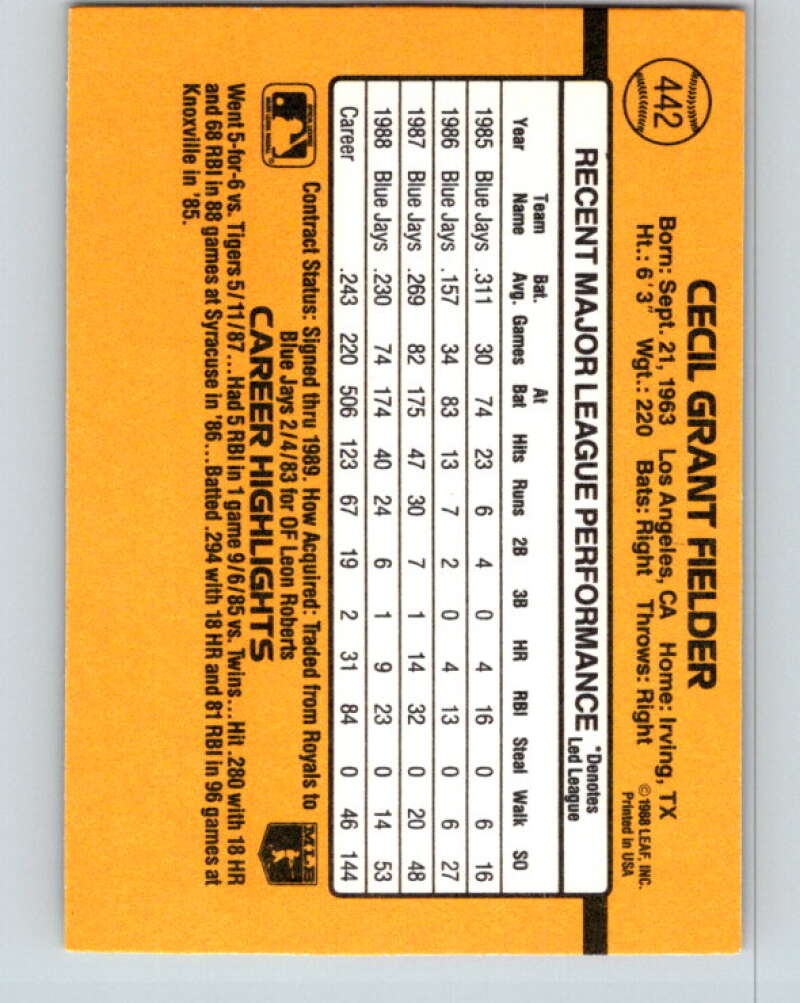 442
CECIL GRANT FIELDER
Born: Sept. 21, 1963 Los Angeles, CA Home: Irving, TX
Ht.: 6'3" Wgt.: 220 Bats: Right Throws: Right
©1988 LEAF, INC.
Printed in USA
RECENT MAJOR LEAGUE PERFORMANCE *Denotes Led League
Year Team Name Bat. Avg. Games At Bat Hits Runs 2B 3B HR RBI Steal Walk SO
1985 Blue Jays .311 30 74 23 6 4 0 4 16 0 6 16
1986 Blue Jays .157 34 83 13 7 2 0 4 13 0 6 27
1987 Blue Jays .269 82 175 47 30 7 1 14 32 0 20 48
1988 Blue Jays .230 74 174 40 24 6 1 9 23 0 14 53
Career .243 220 506 123 67 19 2 31 84 0 46 144
Contract Status: Signed thru 1989. How Acquired: Traded from Royals to
Blue Jays 2/4/83 for OF Leon Roberts
MLB
CAREER HIGHLIGHTS
Went 5-for-6 vs. Tigers 5/11/87...Had 5 RBI in 1 game 9/6/85 vs. Twins...Hit .280 with 18 HR
and 68 RBI in 88 games at Syracuse in '86...Batted .294 with 18 HR and 81 RBI in 96 games at
Knoxville in '85.